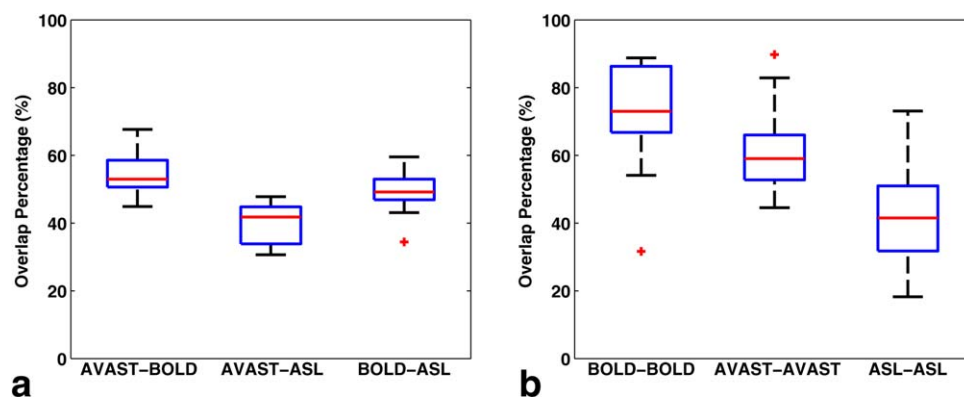 100
80
60
40
20
0
Overlap Percentage (%)
AVAST-BOLD AVAST-ASL BOLD-ASL
a
100
80
60
40
20
0
Overlap Percentage (%)
BOLD-BOLD AVAST-AVAST ASL-ASL
b